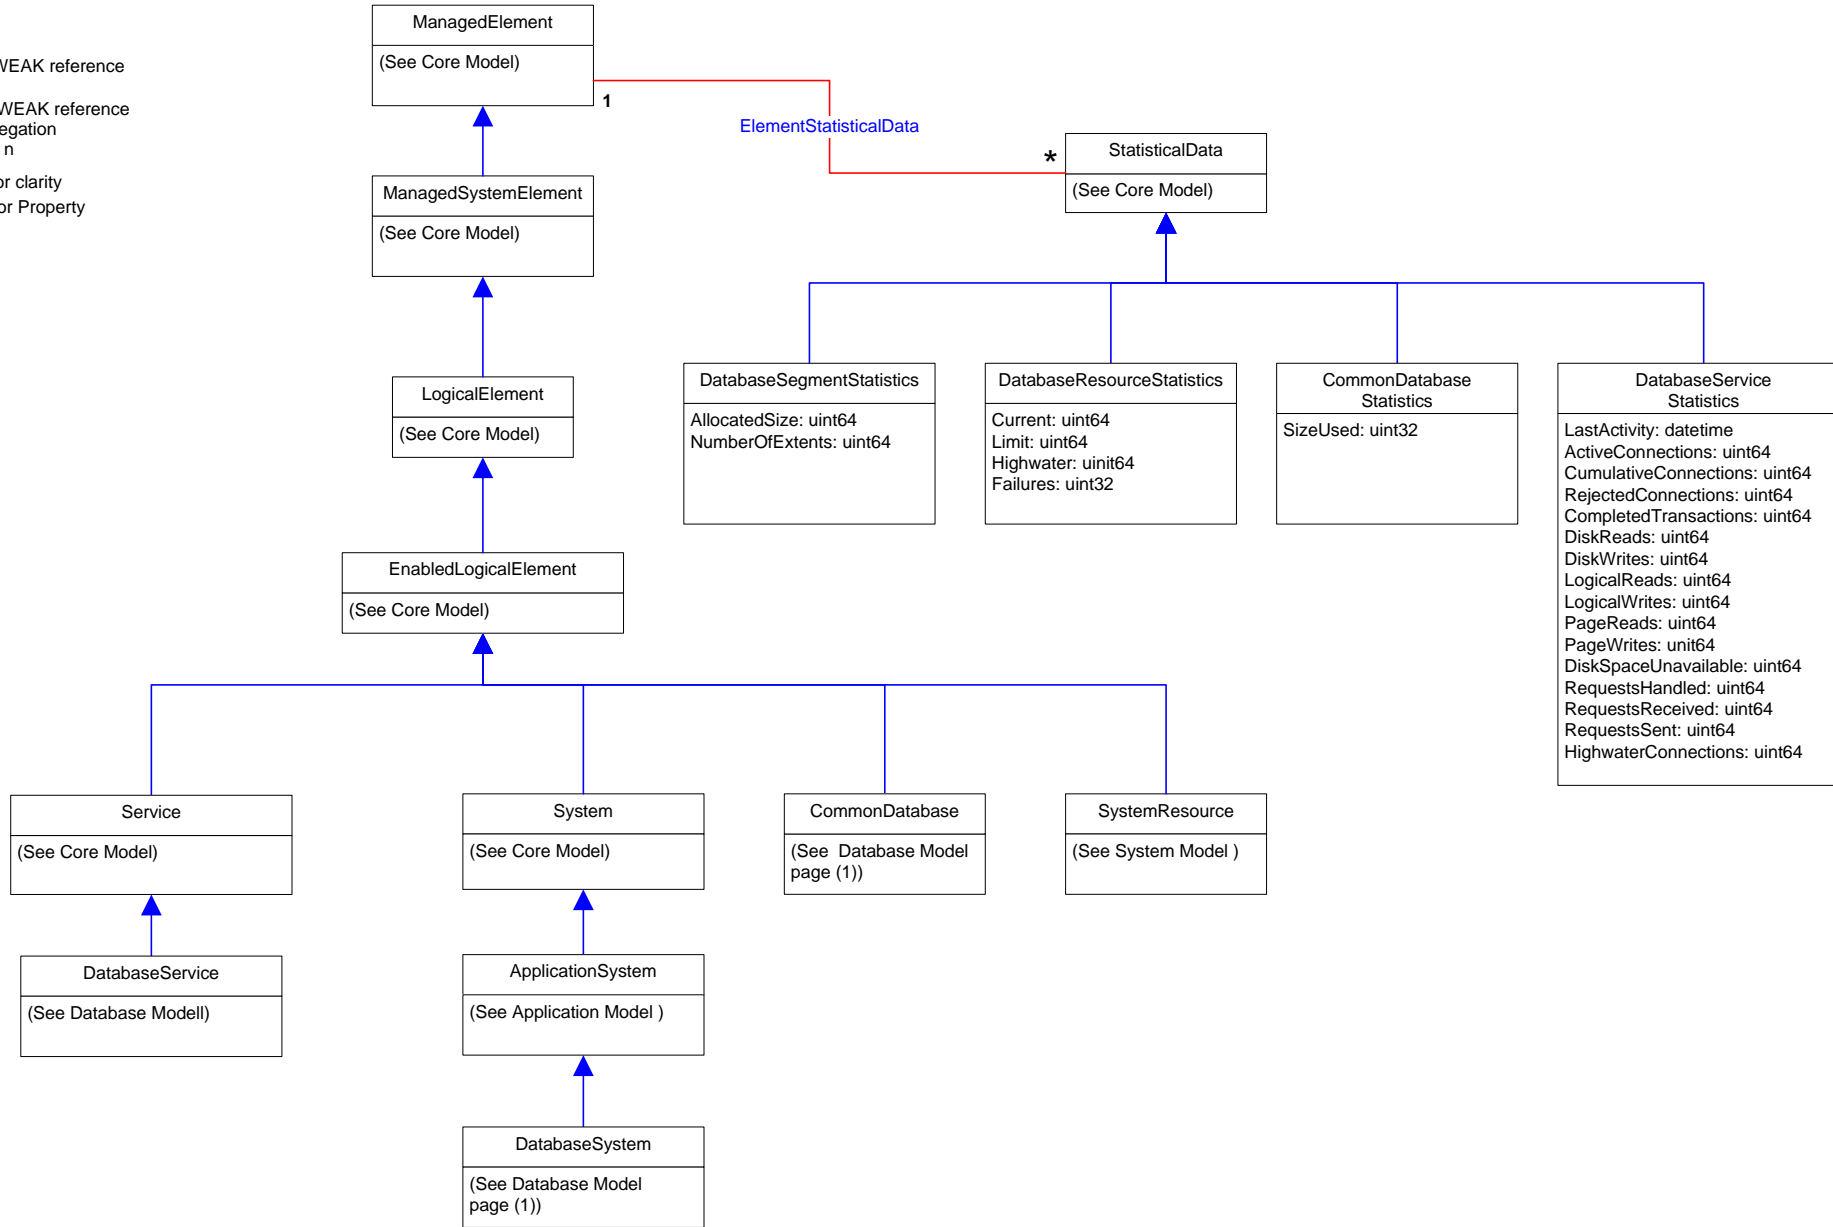 WEAK reference
WEAK reference
egation
n
or clarity
or Property
ManagedElement
(See Core Model)
1
ElementStatisticalData
*
StatisticalData
(See Core Model)
ManagedSystemElement
(See Core Model)
LogicalElement
(See Core Model)
DatabaseSegmentStatistics
AllocatedSize: uint64
NumberOfExtents: uint64
DatabaseResourceStatistics
Current: uint64
Limit: uint64
Highwater: uinit64
Failures: uint32
CommonDatabase
Statistics
SizeUsed: uint32
DatabaseService
Statistics
LastActivity: datetime
ActiveConnections: uint64
CumulativeConnections: uint64
RejectedConnections: uint64
CompletedTransactions: uint64
DiskReads: uint64
DiskWrites: uint64
LogicalReads: uint64
LogicalWrites: uint64
PageReads: uint64
PageWrites: unit64
DiskSpaceUnavailable: uint64
RequestsHandled: uint64
RequestsReceived: uint64
RequestsSent: uint64
HighwaterConnections: uint64
EnabledLogicalElement
(See Core Model)
Service
(See Core Model)
System
(See Core Model)
CommonDatabase
(See Database Model
page (1))
SystemResource
(See System Model )
DatabaseService
(See Database Modell)
ApplicationSystem
(See Application Model )
DatabaseSystem
(See Database Model
page (1))